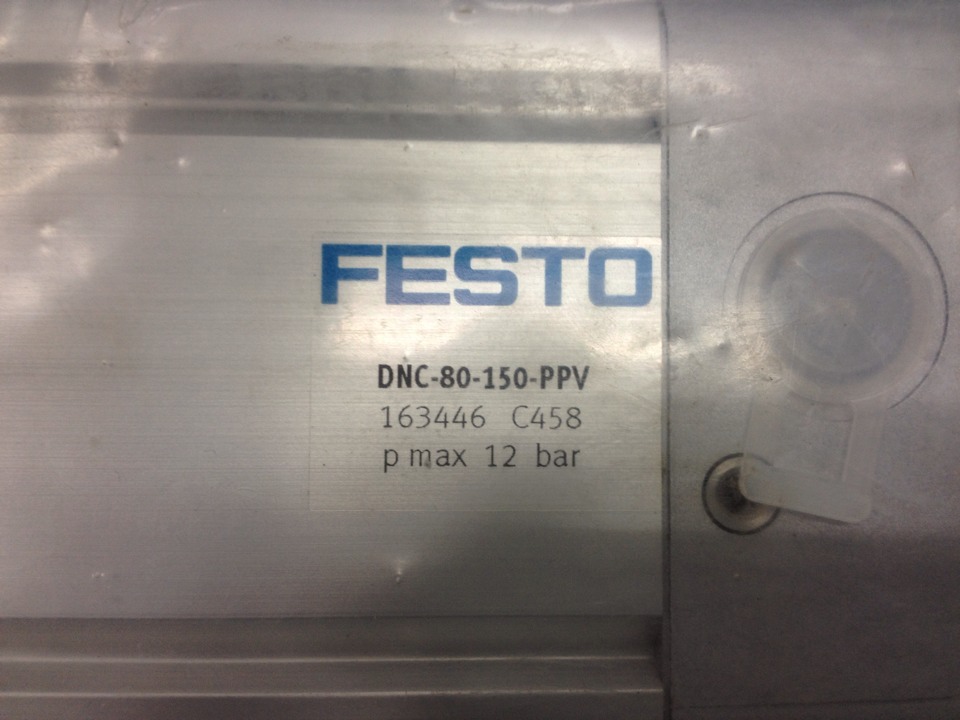 FESTO
DNC-80-150-PPV
163446 C458
p max 12 bar